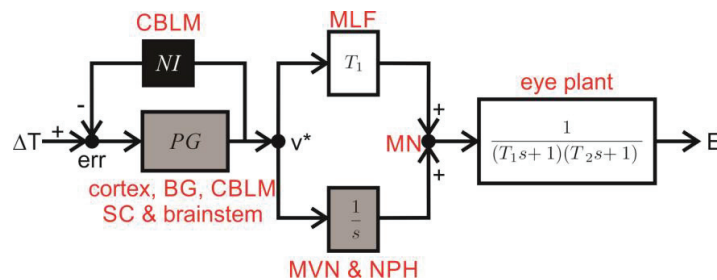 CBLM
MLF
NI
T₁
eye plant
-
+
ΔT
+
err
PG
v*
MN
1
(T₁s+1)(T₂s+1)
E
cortex, BG, CBLM
SC & brainstem
+
1
s
MVN & NPH